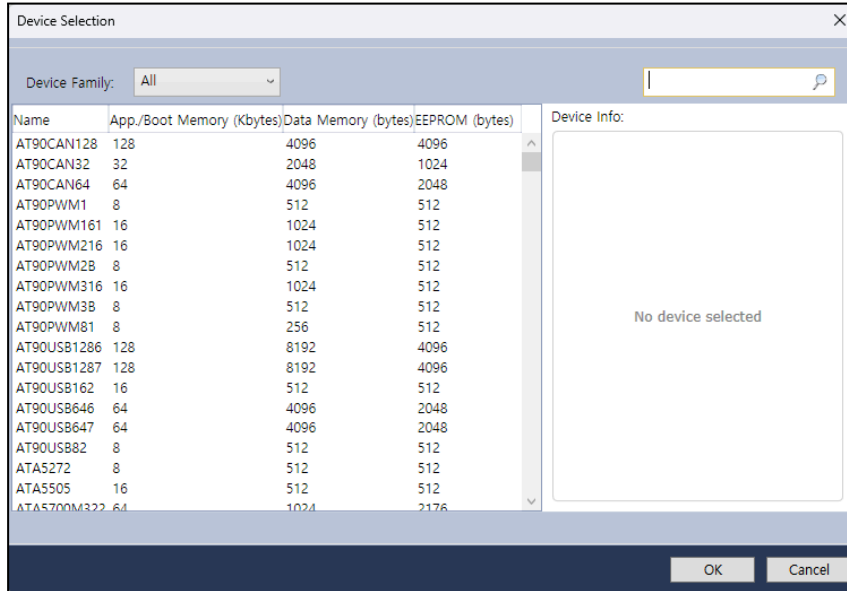 Device Selection
Device Family: All
Name App./Boot Memory (Kbytes) Data Memory (bytes) EEPROM (bytes) Device Info:
AT90CAN128 128 4096 4096
AT90CAN32 32 2048 1024
AT90CAN64 64 4096 2048
AT90PWM1 8 512 512
AT90PWM161 16 1024 512
AT90PWM216 16 1024 512
AT90PWM2B 8 512 512
AT90PWM316 16 1024 512
AT90PWM3B 8 512 512
AT90PWM81 8 256 512
No device selected
AT90USB1286 128 8192 4096
AT90USB1287 128 8192 4096
AT90USB162 16 512 512
AT90USB646 64 4096 2048
AT90USB647 64 4096 2048
AT90USB82 8 512 512
ATA5272 8 512 512
ATA5505 16 512 512
ATA5700M322 64 1024 2176
OK Cancel